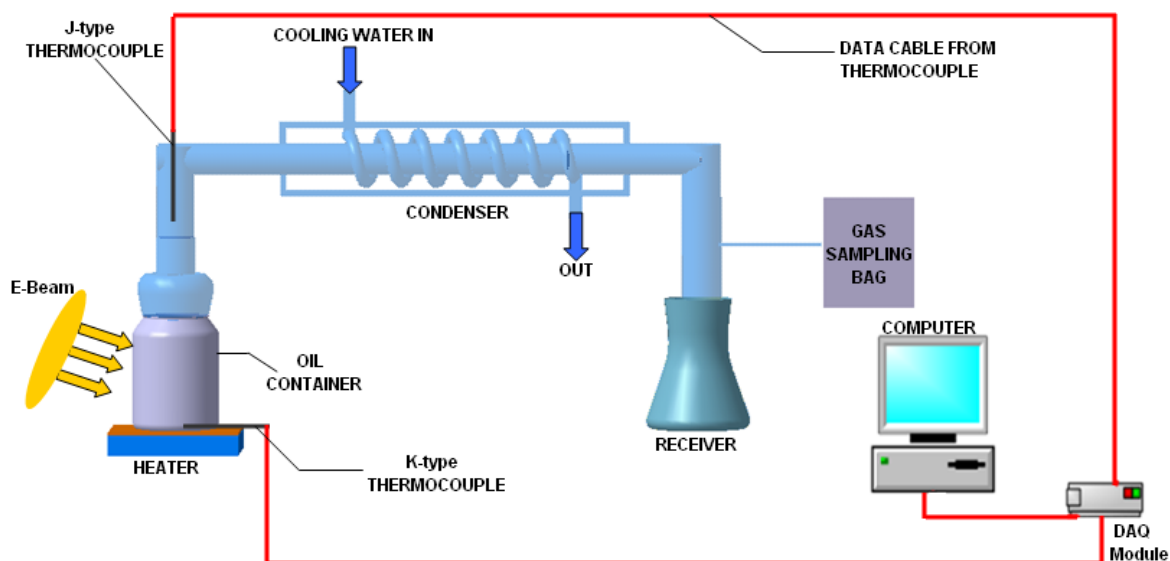 J-type
THERMOCOUPLE
COOLING WATER IN
DATA CABLE FROM
THERMOCOUPLE
CONDENSER
OUT
GAS
SAMPLING
BAG
E-Beam
OIL
CONTAINER
COMPUTER
HEATER
K-type
THERMOCOUPLE
RECEIVER
DAQ
Module